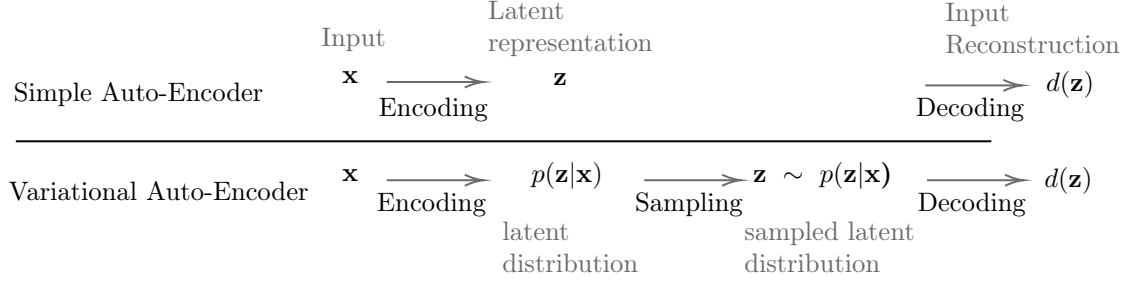 Input
Latent
representation
Input
Reconstruction
Simple Auto-Encoder
x
Encoding
z
Decoding
d(z)
Variational Auto-Encoder
x
Encoding
p(z|x)
Sampling
z ∼ p(z|x)
Decoding
d(z)
latent
distribution
sampled latent
distribution